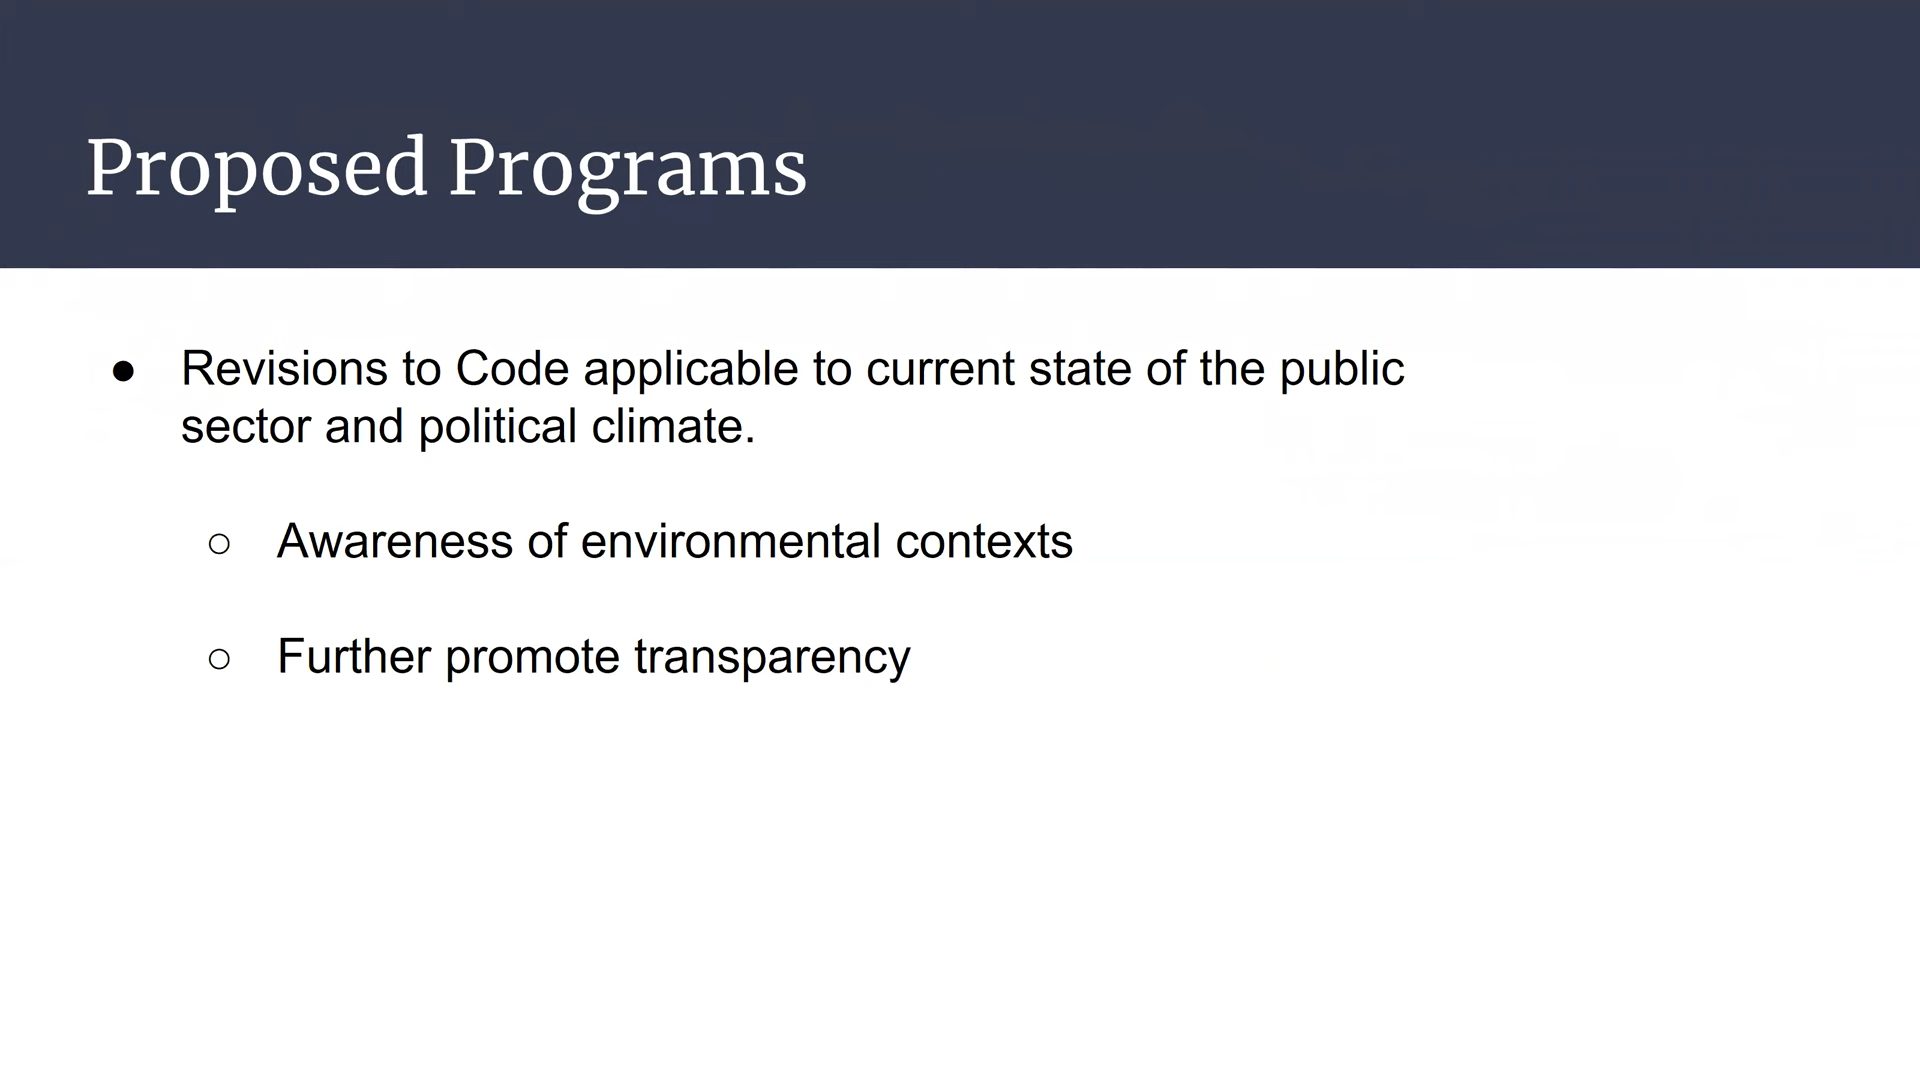 Proposed Programs
● Revisions to Code applicable to current state of the public
sector and political climate.
○ Awareness of environmental contexts
○ Further promote transparency